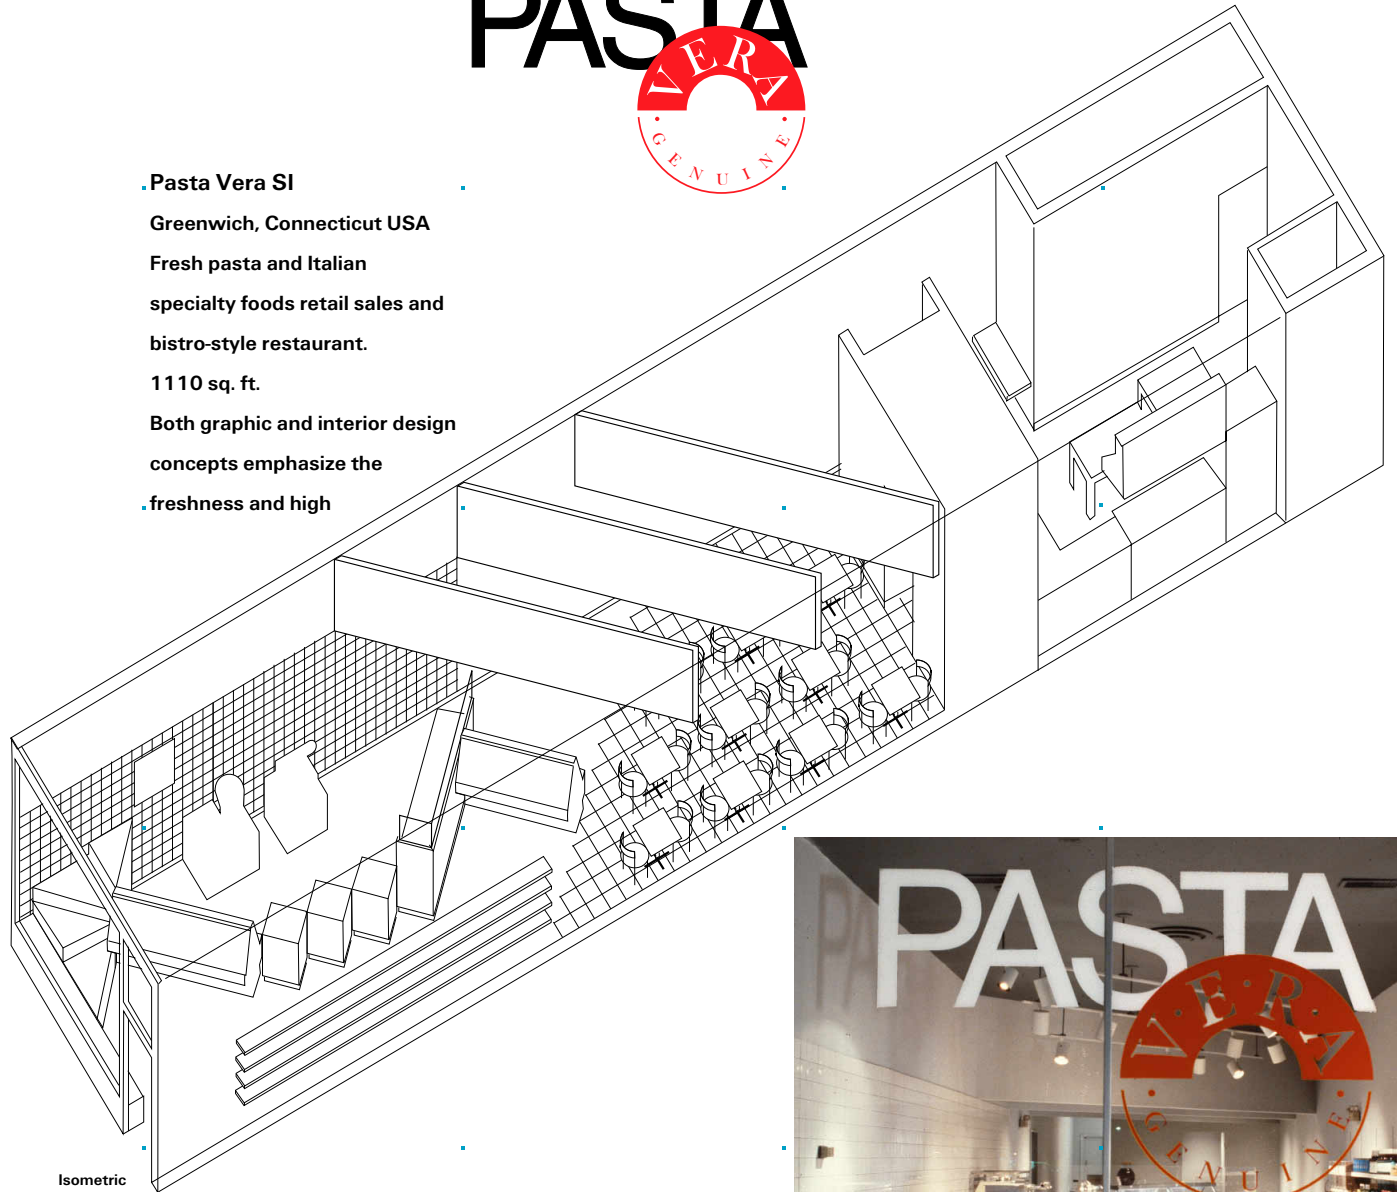 PASTA
VERA
· GENUINE ·
Pasta Vera SI
Greenwich, Connecticut USA
Fresh pasta and Italian
specialty foods retail sales and
bistro-style restaurant.
1110 sq. ft.
Both graphic and interior design
concepts emphasize the
freshness and high
PASTA
V·E·R·A
· GENUINE ·
Isometric